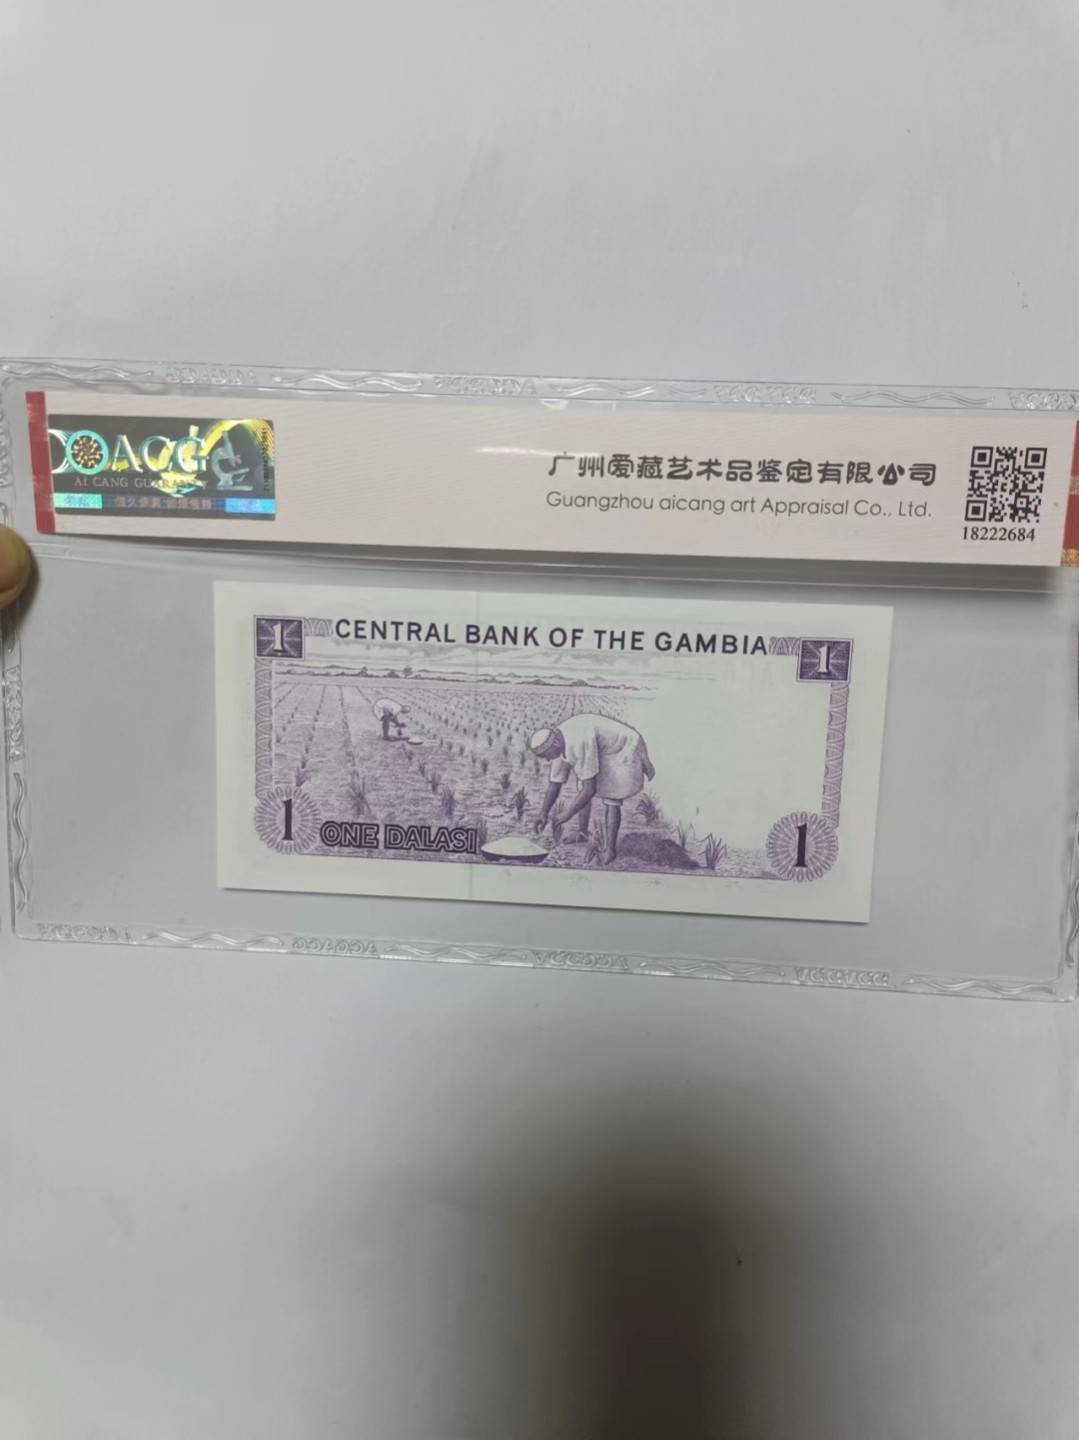 ACG
AI CANG GUARANTY
广州爱藏艺术品鉴定有限公司
Guangzhou aicang art Appraisal Co., Ltd.
18222684
1 CENTRAL BANK OF THE GAMBIA 1
1 ONE DALASI 1